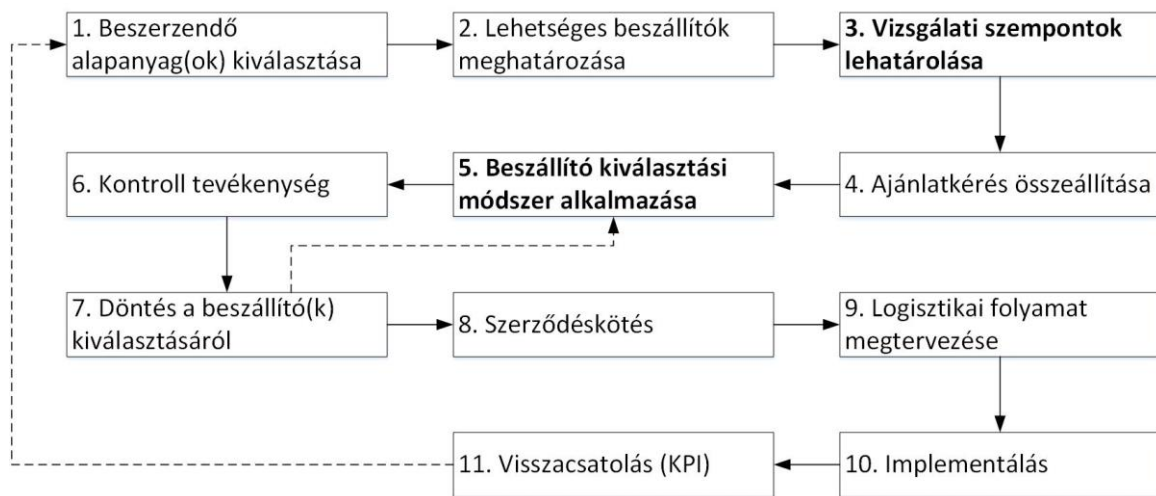 1. Beszerzendő
alapanyag(ok) kiválasztása
2. Lehetséges beszállítók
meghatározása
3. Vizsgálati szempontok
lehatárolása
4. Ajánlatkérés összeállítása
5. Beszállító kiválasztási
módszer alkalmazása
6. Kontroll tevékenység
7. Döntés a beszállító(k)
kiválasztásáról
8. Szerződéskötés
9. Logisztikai folyamat
megtervezése
10. Implementálás
11. Visszacsatolás (KPI)